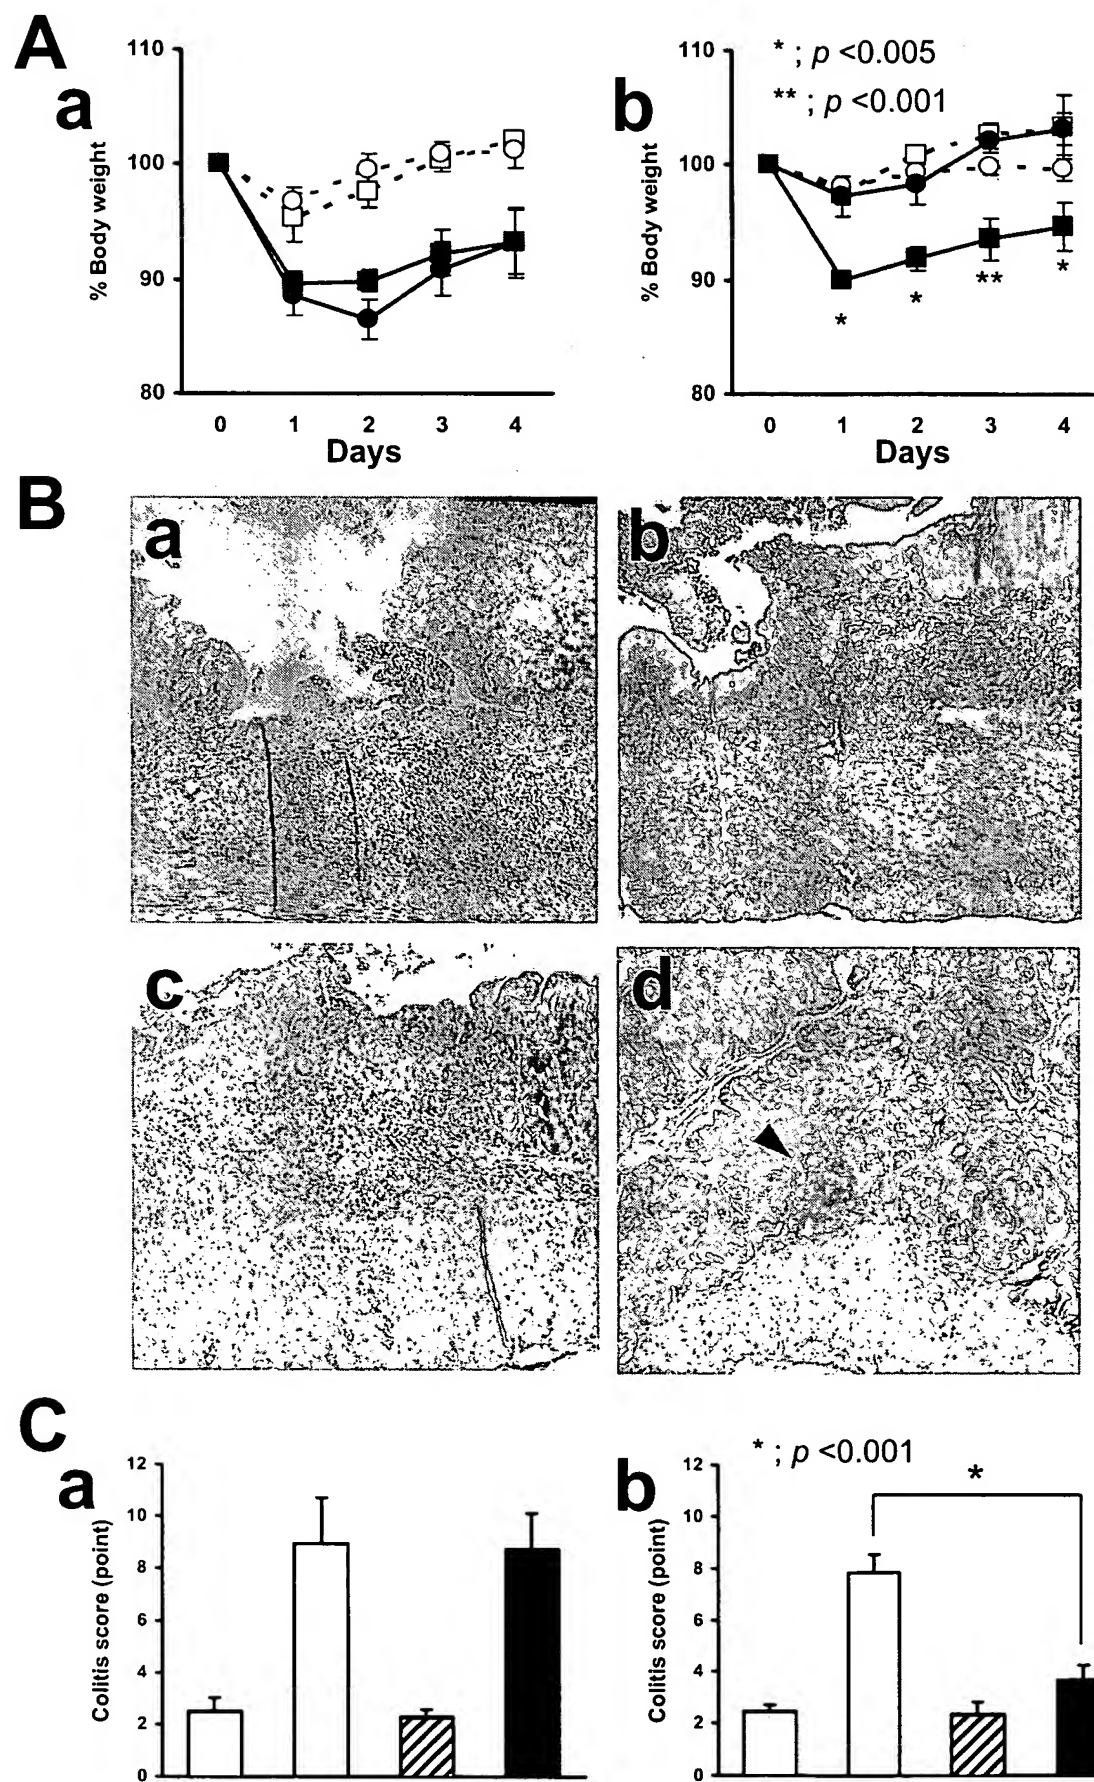 A
a
110
100
90
80
% Body weight
0 1 2 3 4
Days
b
* ; p <0.005
** ; p <0.001
110
100
90
80
% Body weight
* * ** *
0 1 2 3 4
Days
B
a
b
c
d
C
a
12
10
8
6
4
2
0
Colitis score (point)
b
* ; p <0.001
*
12
10
8
6
4
2
0
Colitis score (point)